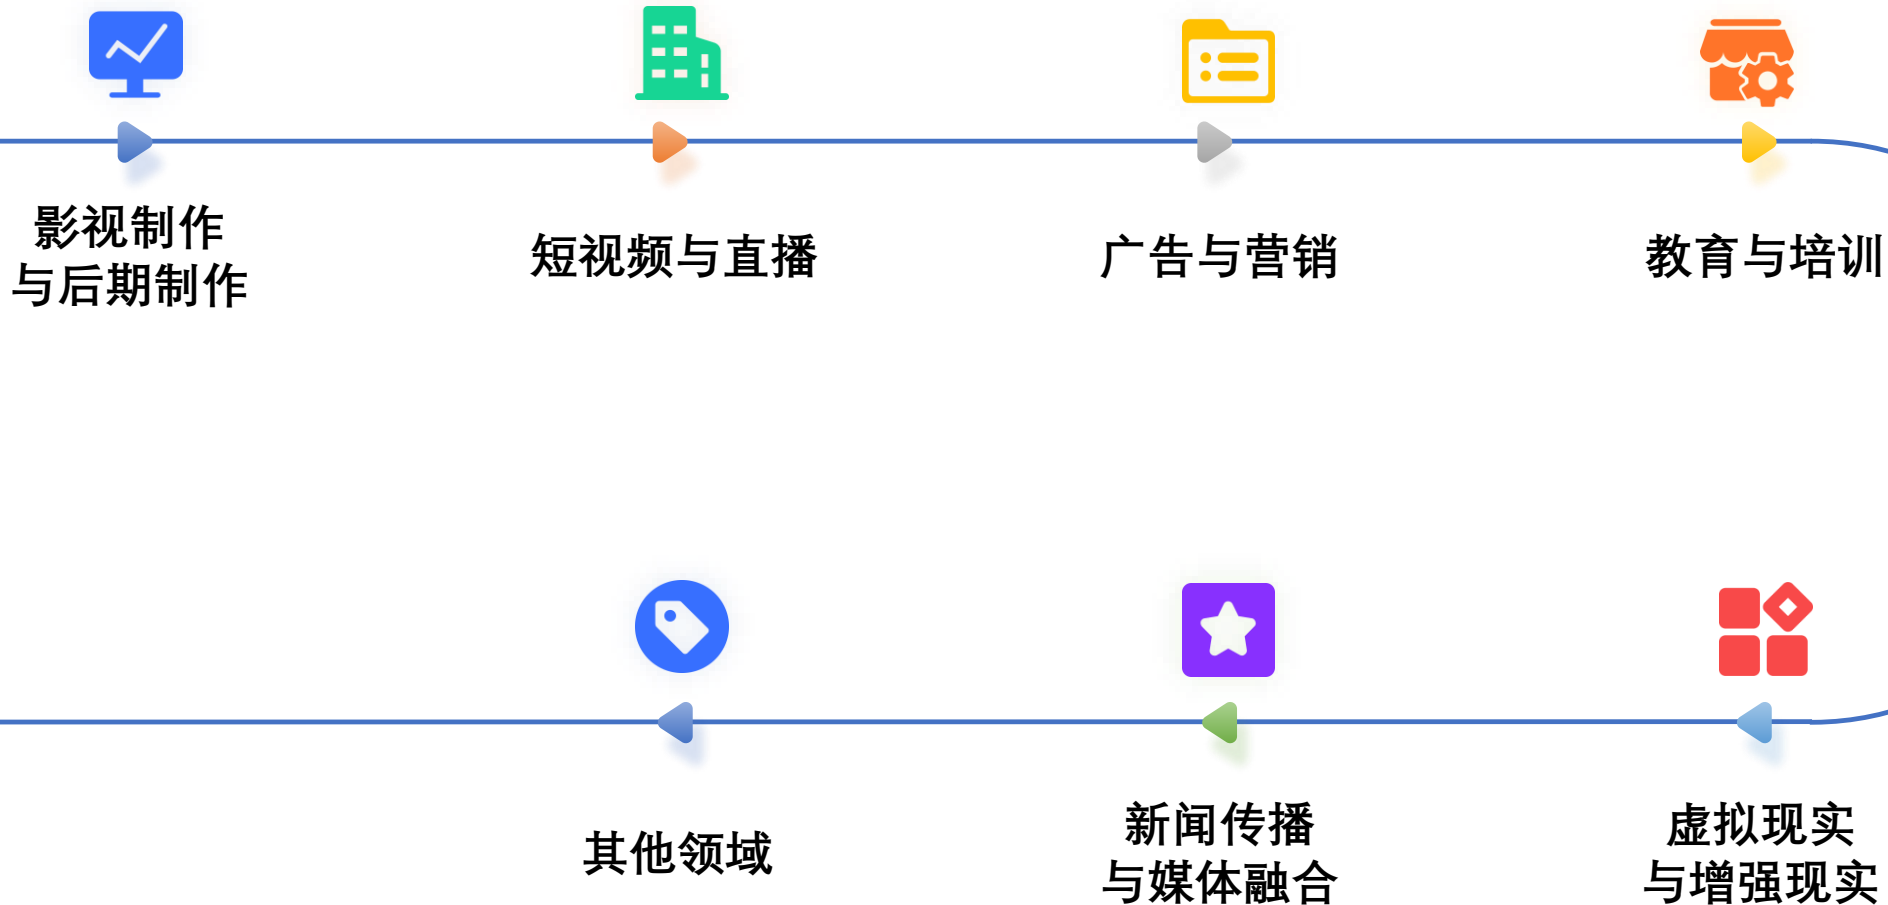 影视制作
与后期制作
短视频与直播
广告与营销
教育与培训
其他领域
新闻传播
与媒体融合
虚拟现实
与增强现实